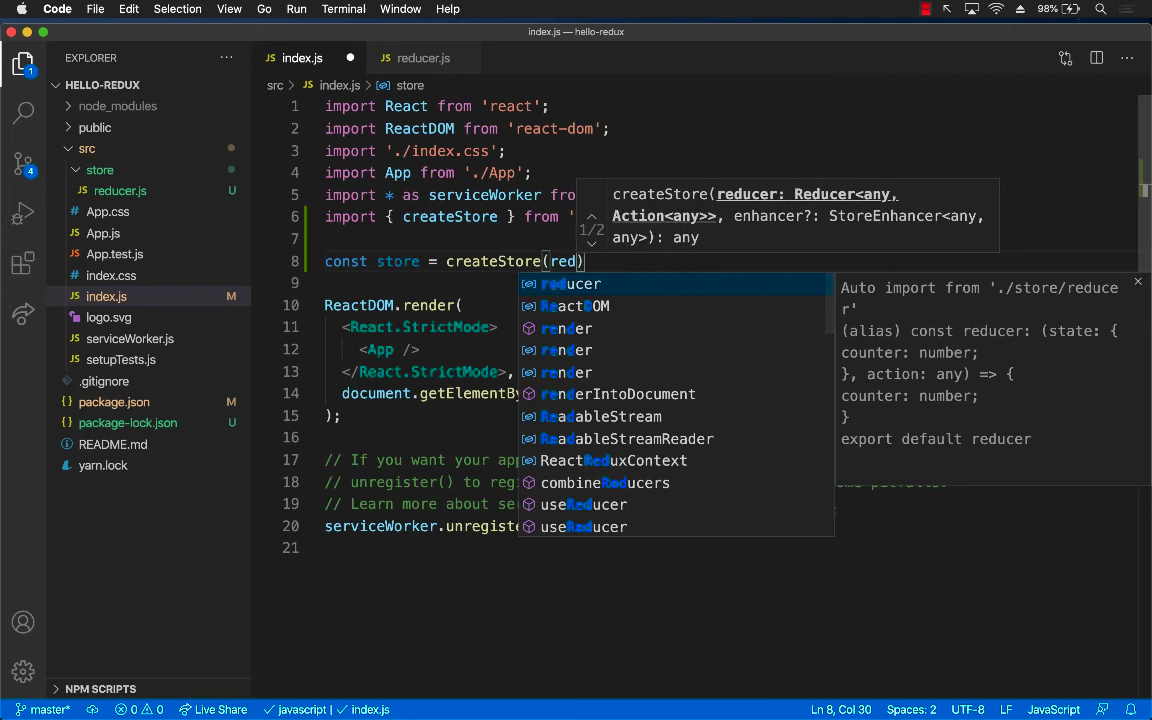 Code File Edit Selection View Go Run Terminal Window Help 98%
index.js — hello-redux
EXPLORER
index.js
reducer.js
HELLO-REDUX
node_modules
public
src
store
reducer.js U
App.css
App.js
App.test.js
index.css
index.js M
logo.svg
serviceWorker.js
setupTests.js
.gitignore
package.json M
package-lock.json U
README.md
yarn.lock
NPM SCRIPTS
1
4
src > index.js > store
1 import React from 'react';
2 import ReactDOM from 'react-dom';
3 import './index.css';
4 import App from './App';
5 import * as serviceWorker fro
6 import { createStore } from '
7
8 const store = createStore(red)
9
10 ReactDOM.render(
11 <React.StrictMode>
12 <App />
13 </React.StrictMode>,
14 document.getElementBy
15 );
16
17 // If you want your app
18 // unregister() to regi
19 // Learn more about se
20 serviceWorker.unregiste
21
1/2
createStore(reducer: Reducer<any,
Action<any>>, enhancer?: StoreEnhancer<any,
any>): any
reducer
ReactDOM
render
render
render
renderIntoDocument
ReadableStream
ReadableStreamReader
ReactReduxContext
combineReducers
useReducer
useReducer
Auto import from './store/reduce
r'
(alias) const reducer: (state: {
counter: number;
}, action: any) => {
counter: number;
}
export default reducer
master* 0 0 Live Share javascript | index.js Ln 8, Col 30 Spaces: 2 UTF-8 LF JavaScript